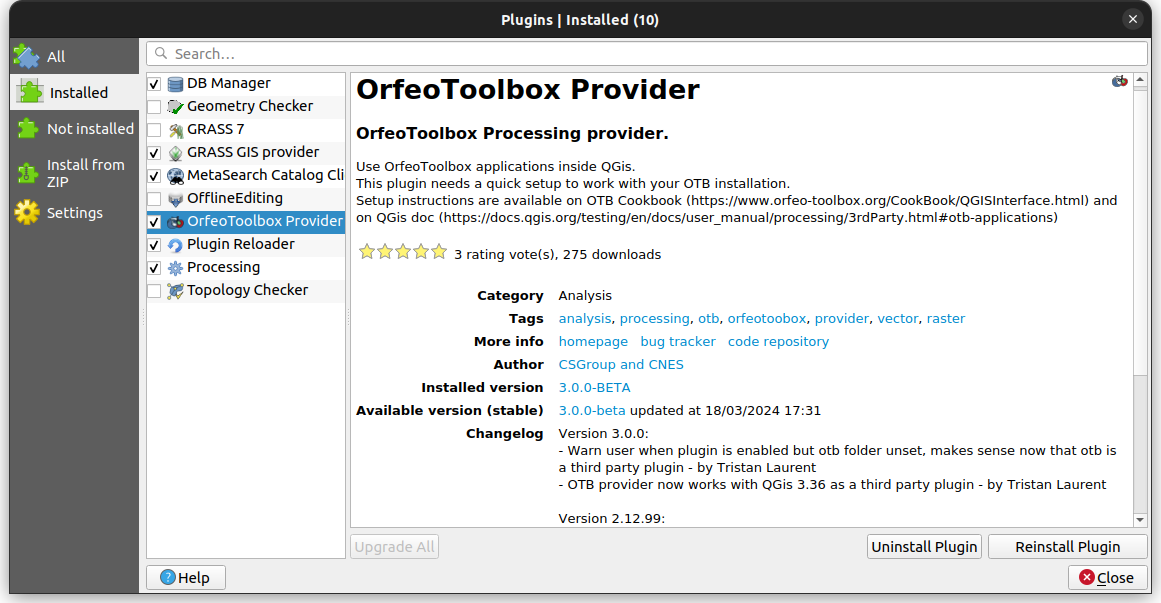 Plugins | Installed (10)
All
Installed
Not installed
Install from
ZIP
Settings
Search…
DB Manager
Geometry Checker
GRASS 7
GRASS GIS provider
MetaSearch Catalog Cli
OfflineEditing
OrfeoToolbox Provider
Plugin Reloader
Processing
Topology Checker
OrfeoToolbox Provider
OrfeoToolbox Processing provider.
Use OrfeoToolbox applications inside QGis.
This plugin needs a quick setup to work with your OTB installation.
Setup instructions are available on OTB Cookbook (https://www.orfeo-toolbox.org/CookBook/QGISInterface.html) and
on QGis doc (https://docs.qgis.org/testing/en/docs/user_manual/processing/3rdParty.html#otb-applications)
3 rating vote(s), 275 downloads
Category Analysis
Tags analysis, processing, otb, orfeotoobox, provider, vector, raster
More info homepage bug tracker code repository
Author CSGroup and CNES
Installed version 3.0.0-BETA
Available version (stable) 3.0.0-beta updated at 18/03/2024 17:31
Changelog Version 3.0.0:
- Warn user when plugin is enabled but otb folder unset, makes sense now that otb is
a third party plugin - by Tristan Laurent
- OTB provider now works with QGis 3.36 as a third party plugin - by Tristan Laurent
Version 2.12.99:
Upgrade All
Uninstall Plugin
Reinstall Plugin
Help
Close